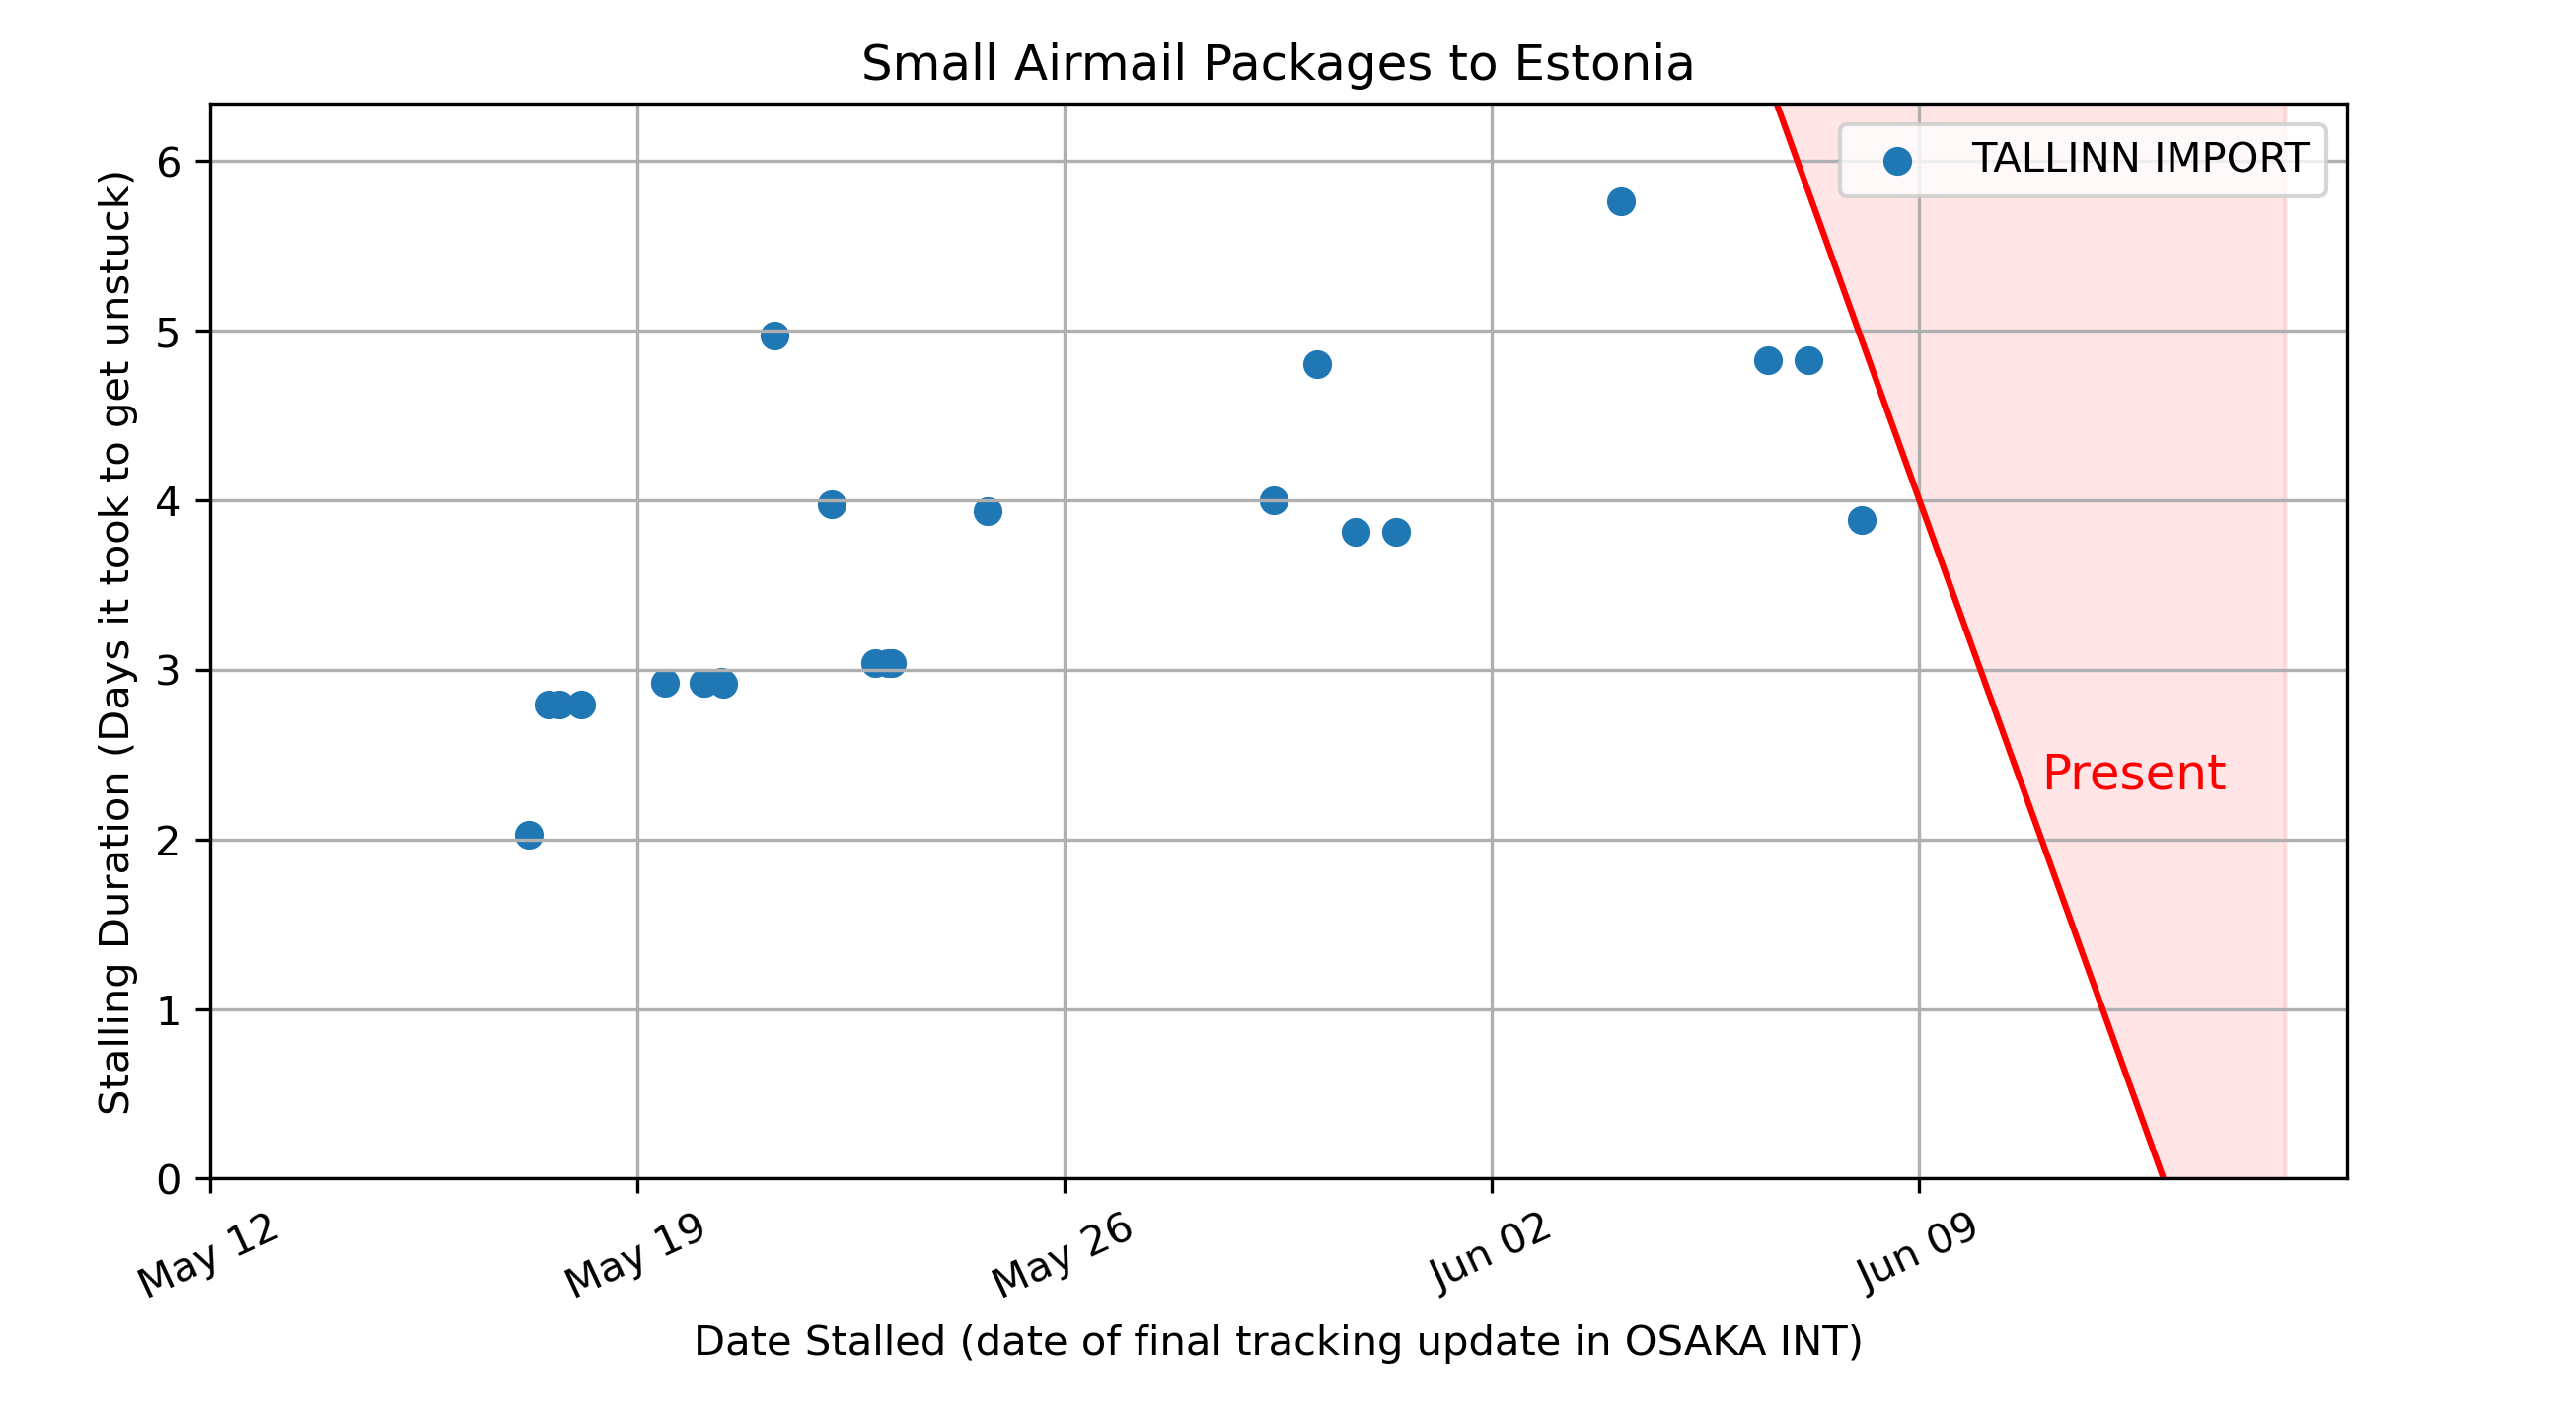 Small Airmail Packages to Estonia
TALLINN IMPORT
Stalling Duration (Days it took to get unstuck)
6
5
4
3
2
1
0
Present
May 12
May 19
May 26
Jun 02
Jun 09
Date Stalled (date of final tracking update in OSAKA INT)